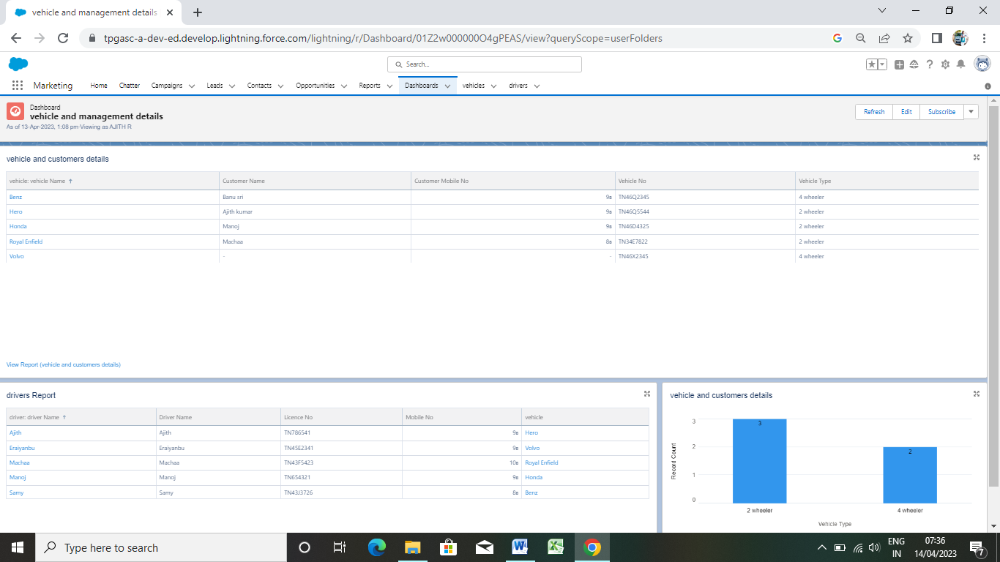 vehicle and management details
tpgasc-a-dev-ed.develop.lightning.force.com/lightning/r/Dashboard/01Z2w000000O4gPEAS/view?queryScope=userFolders
Search...
Marketing Home Chatter Campaigns Leads Contacts Opportunities Reports Dashboards vehicles drivers
Dashboard
vehicle and management details
As of 13-Apr-2023, 1:08 pm·Viewing as AJITH R
Refresh Edit Subscribe
vehicle and customers details
vehicle: vehicle Name ↑ Customer Name Customer Mobile No Vehicle No Vehicle Type
Benz Banu sri 9B TN46Q2345 4 wheeler
Hero Ajith kumar 9B TN46Q5544 2 wheeler
Honda Manoj 9B TN46D4325 2 wheeler
Royal Enfield Machaa 8B TN34E7822 2 wheeler
Volvo - - TN46X2345 4 wheeler
View Report (vehicle and customers details)
drivers Report
driver: driver Name ↑ Driver Name Licence No Mobile No vehicle
Ajith Ajith TN786541 9B Hero
Eraiyanbu Eraiyanbu TN45E2341 9B Volvo
Machaa Machaa TN43F5423 10B Royal Enfield
Manoj Manoj TN654321 9B Honda
Samy Samy TN43J3726 8B Benz
vehicle and customers details
3
2
1
0
Record Count
3
2
2 wheeler 4 wheeler
Vehicle Type
Type here to search
ENG
IN
07:36
14/04/2023
7